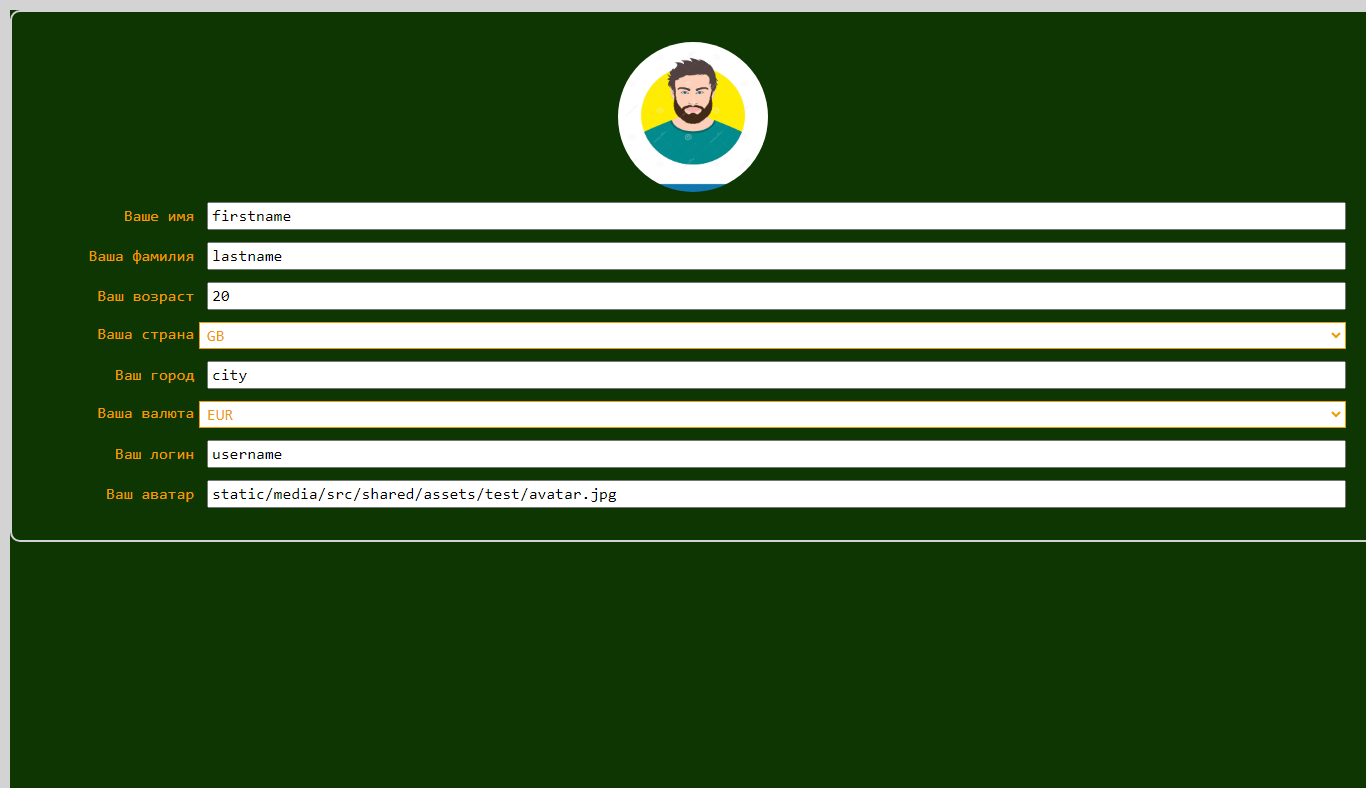 Ваше имя firstname
Ваша фамилия lastname
Ваш возраст 20
Ваша страна GB
Ваш город city
Ваша валюта EUR
Ваш логин username
Ваш аватар static/media/src/shared/assets/test/avatar.jpg